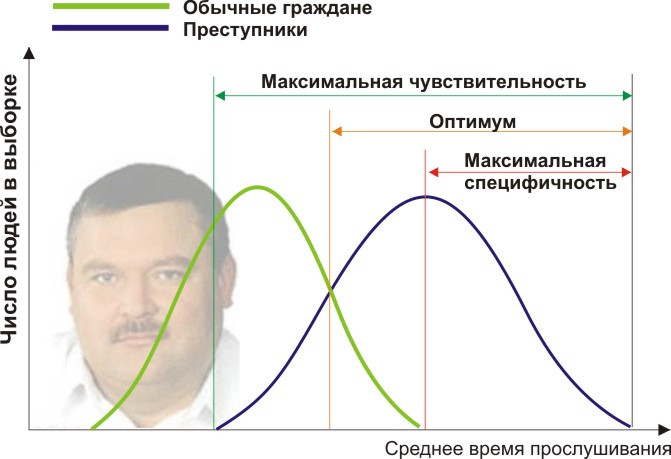 Обычные граждане
Преступники
Максимальная чувствительность
Оптимум
Максимальная
специфичность
Число людей в выборке
Среднее время прослушивания